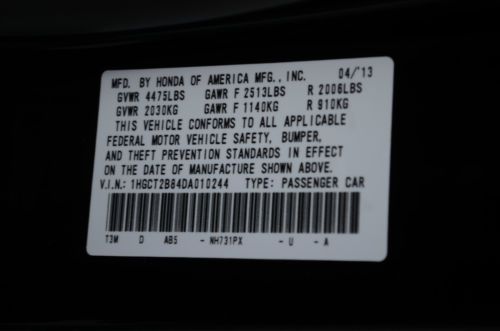 MFD. BY HONDA OF AMERICA MFG., INC. 04/'13
GVWR 4475LBS GAWR F 2513LBS R 2006LBS
GVWR 2030KG GAWR F 1140KG R 910KG
THIS VEHICLE CONFORMS TO ALL APPLICABLE
FEDERAL MOTOR VEHICLE SAFETY, BUMPER,
AND THEFT PREVENTION STANDARDS IN EFFECT
ON THE DATE OF MANUFACTURE SHOWN ABOVE.
V.I.N.: 1HGCT2B84DA010244 TYPE: PASSENGER CAR
T3M D AB5 - NH731PX - U - A